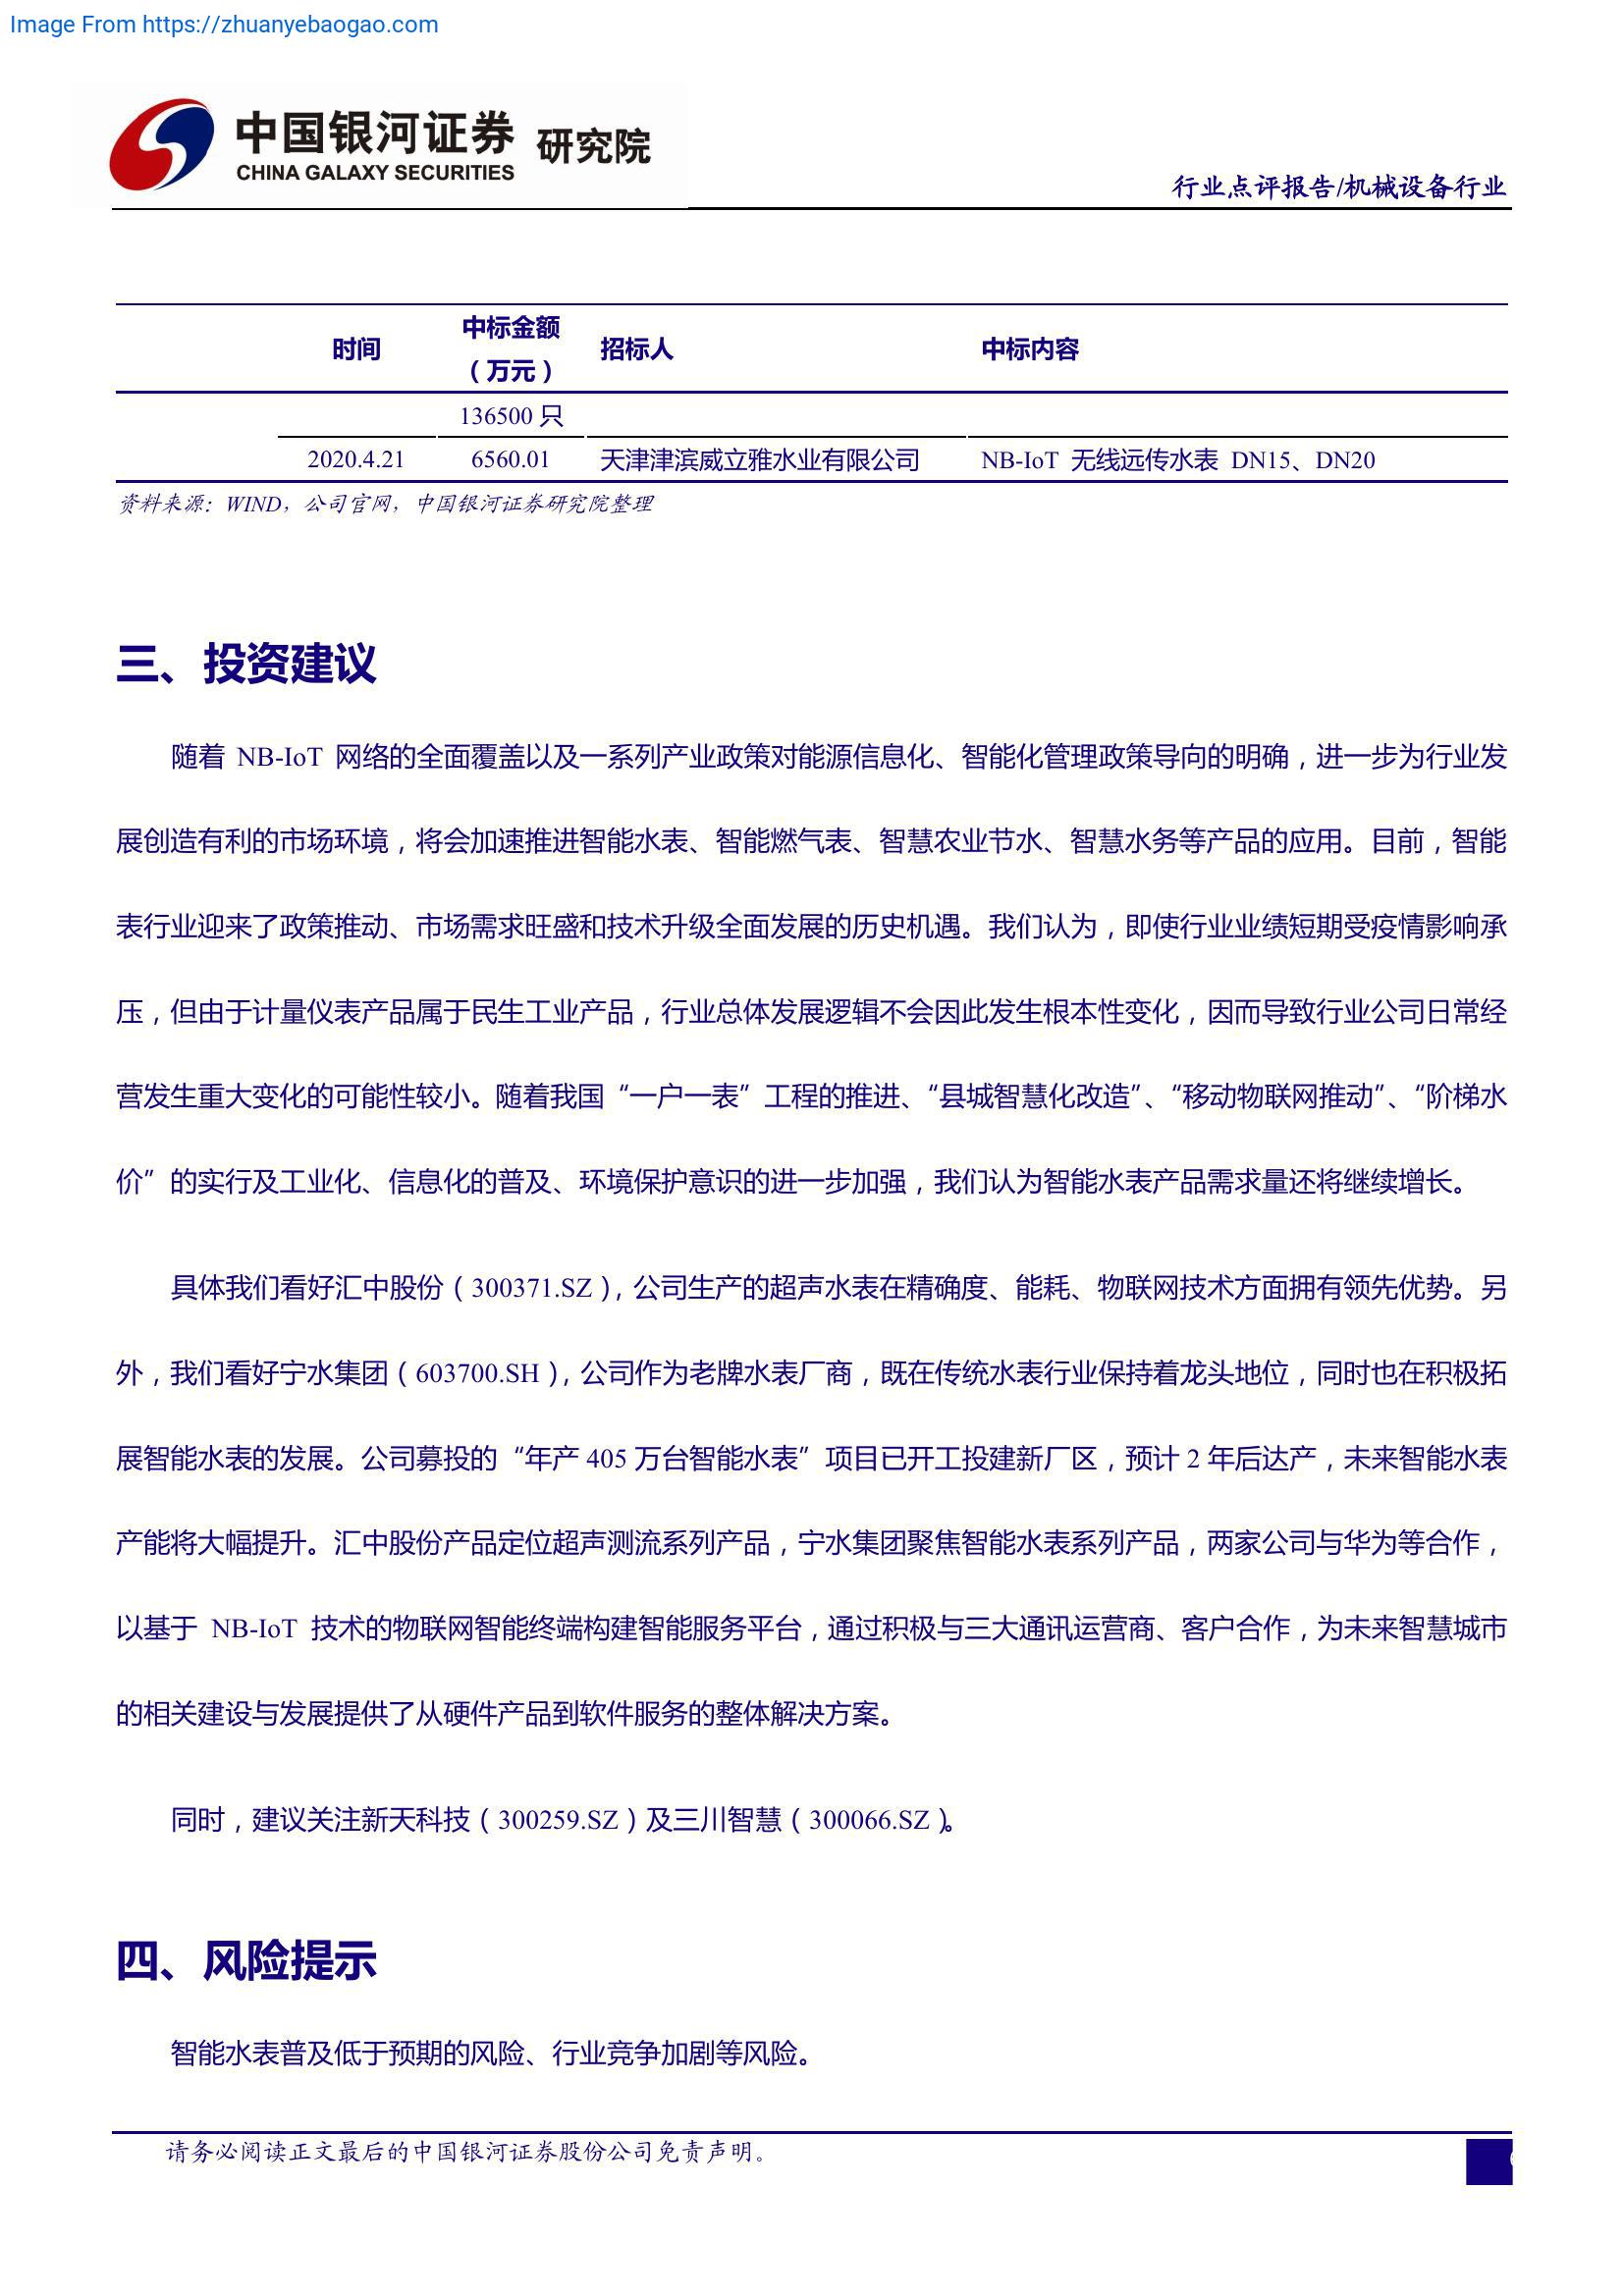 Image From https://zhuanyebaogao.com
中国银河证券 研究院
CHINA GALAXY SECURITIES
行业点评报告/机械设备行业
时间 中标金额（万元） 招标人 中标内容
136500 只
2020.4.21 6560.01 天津津滨威立雅水业有限公司 NB-IoT 无线远传水表 DN15、DN20
资料来源：WIND，公司官网，中国银河证券研究院整理
三、投资建议
随着 NB-IoT 网络的全面覆盖以及一系列产业政策对能源信息化、智能化管理政策导向的明确，进一步为行业发
展创造有利的市场环境，将会加速推进智能水表、智能燃气表、智慧农业节水、智慧水务等产品的应用。目前，智能
表行业迎来了政策推动、市场需求旺盛和技术升级全面发展的历史机遇。我们认为，即使行业业绩短期受疫情影响承
压，但由于计量仪表产品属于民生工业产品，行业总体发展逻辑不会因此发生根本性变化，因而导致行业公司日常经
营发生重大变化的可能性较小。随着我国“一户一表”工程的推进、“县城智慧化改造”、“移动物联网推动”、“阶梯水
价”的实行及工业化、信息化的普及、环境保护意识的进一步加强，我们认为智能水表产品需求量还将继续增长。
具体我们看好汇中股份（300371.SZ），公司生产的超声水表在精确度、能耗、物联网技术方面拥有领先优势。另
外，我们看好宁水集团（603700.SH），公司作为老牌水表厂商，既在传统水表行业保持着龙头地位，同时也在积极拓
展智能水表的发展。公司募投的“年产 405 万台智能水表”项目已开工投建新厂区，预计 2 年后达产，未来智能水表
产能将大幅提升。汇中股份产品定位超声测流系列产品，宁水集团聚焦智能水表系列产品，两家公司与华为等合作，
以基于 NB-IoT 技术的物联网智能终端构建智能服务平台，通过积极与三大通讯运营商、客户合作，为未来智慧城市
的相关建设与发展提供了从硬件产品到软件服务的整体解决方案。
同时，建议关注新天科技（300259.SZ）及三川智慧（300066.SZ）。
四、风险提示
智能水表普及低于预期的风险、行业竞争加剧等风险。
请务必阅读正文最后的中国银河证券股份公司免责声明。